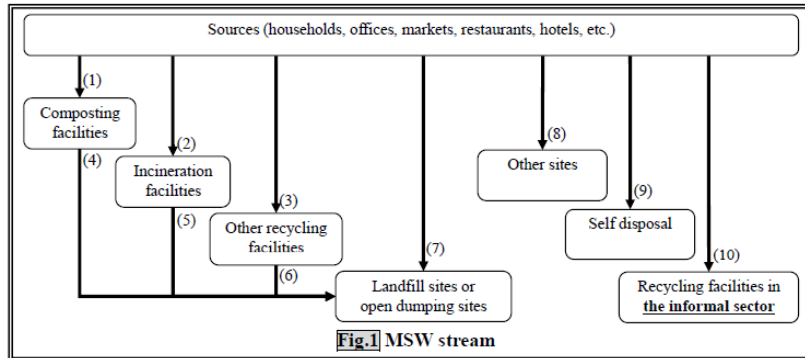 Sources (households, offices, markets, restaurants, hotels, etc.)
(1)
Composting
facilities
(4)
(2)
Incineration
facilities
(5)
(3)
Other recycling
facilities
(6)
(7)
Landfill sites or
open dumping sites
(8)
Other sites
(9)
Self disposal
(10)
Recycling facilities in
the informal sector
Fig.1 MSW stream